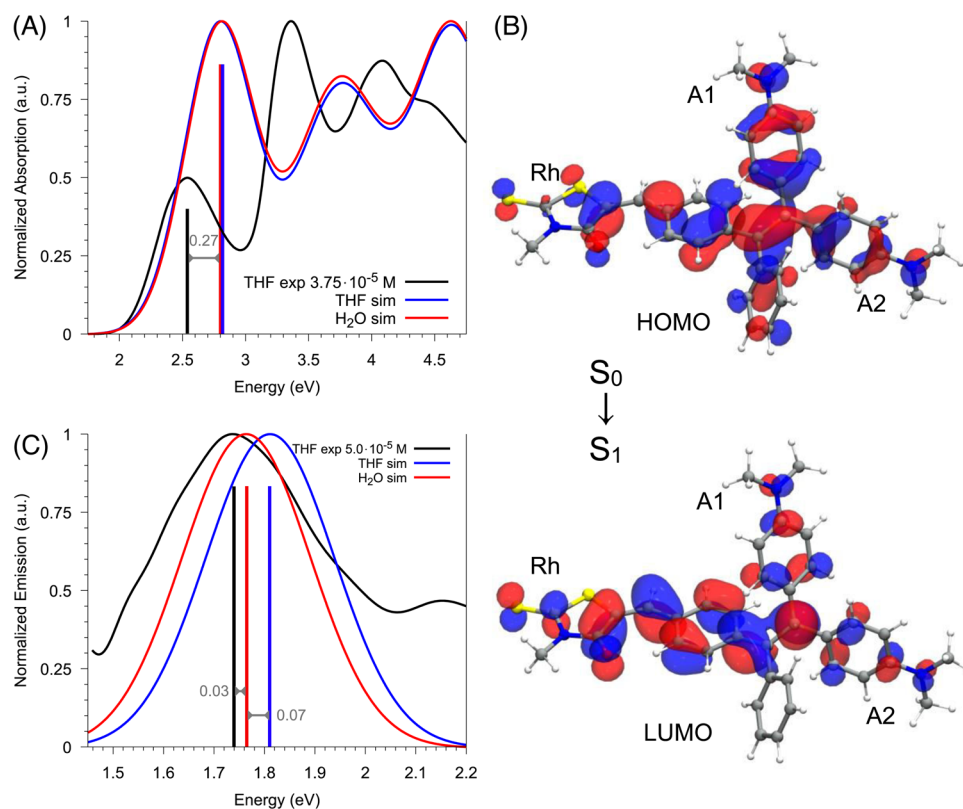 (A)
Normalized Absorption (a.u.)
1
0.75
0.5
0.25
0
0.27
THF exp 3.75·10⁻⁵ M
THF sim
H₂O sim
2 2.5 3 3.5 4 4.5
Energy (eV)
(B)
A1
Rh
A2
HOMO
S₀
↓
S₁
A1
Rh
A2
LUMO
(C)
Normalized Emission (a.u.)
1
0.75
0.5
0.25
0
THF exp 5.0·10⁻⁵ M
THF sim
H₂O sim
0.03
0.07
1.5 1.6 1.7 1.8 1.9 2 2.1 2.2
Energy (eV)